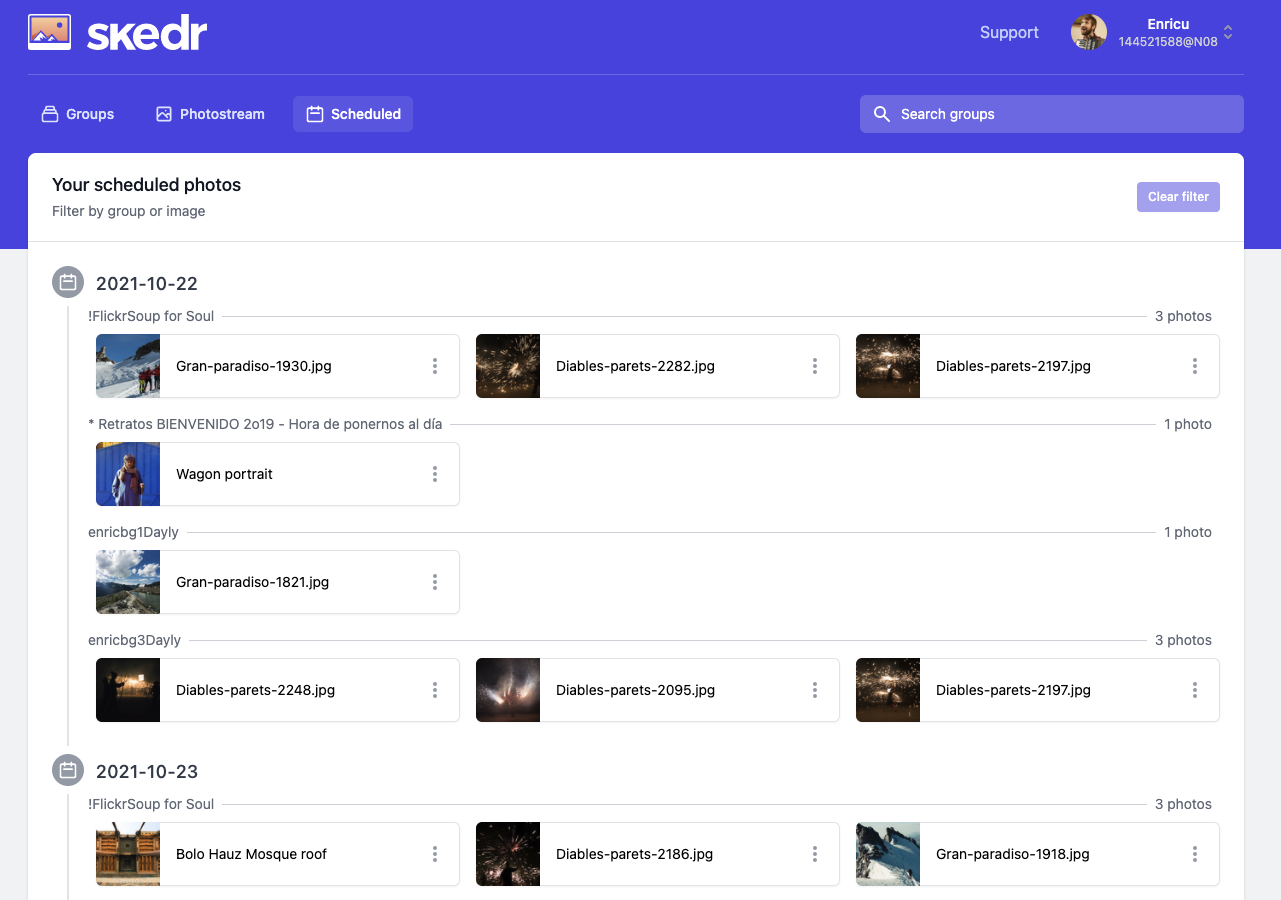 skedr
Support
Enricu
144521588@N08
Groups
Photostream
Scheduled
Search groups
Your scheduled photos
Filter by group or image
Clear filter
2021-10-22
!FlickrSoup for Soul
3 photos
Gran-paradiso-1930.jpg
Diables-parets-2282.jpg
Diables-parets-2197.jpg
* Retratos BIENVENIDO 2o19 - Hora de ponernos al día
1 photo
Wagon portrait
enricbg1Dayly
1 photo
Gran-paradiso-1821.jpg
enricbg3Dayly
3 photos
Diables-parets-2248.jpg
Diables-parets-2095.jpg
Diables-parets-2197.jpg
2021-10-23
!FlickrSoup for Soul
3 photos
Bolo Hauz Mosque roof
Diables-parets-2186.jpg
Gran-paradiso-1918.jpg